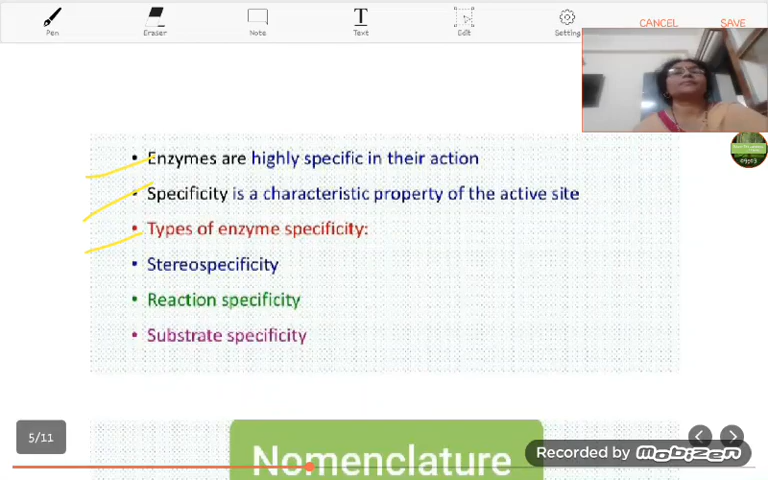 Pen
Eraser
Note
Text
Edit
Setting
CANCEL
SAVE
• Enzymes are highly specific in their action
• Specificity is a characteristic property of the active site
• Types of enzyme specificity:
• Stereospecificity
• Reaction specificity
• Substrate specificity
09:13
5/11
Nomenclature
Recorded by mobizen